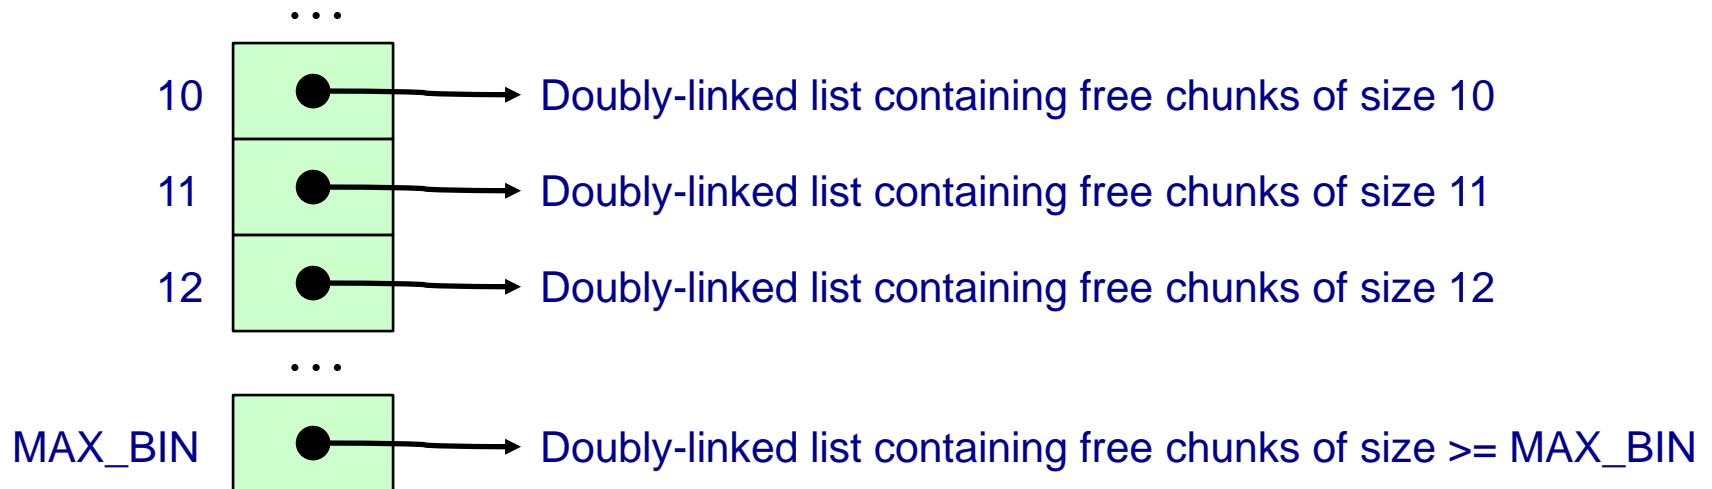 ...
10 Doubly-linked list containing free chunks of size 10
11 Doubly-linked list containing free chunks of size 11
12 Doubly-linked list containing free chunks of size 12
...
MAX_BIN Doubly-linked list containing free chunks of size >= MAX_BIN